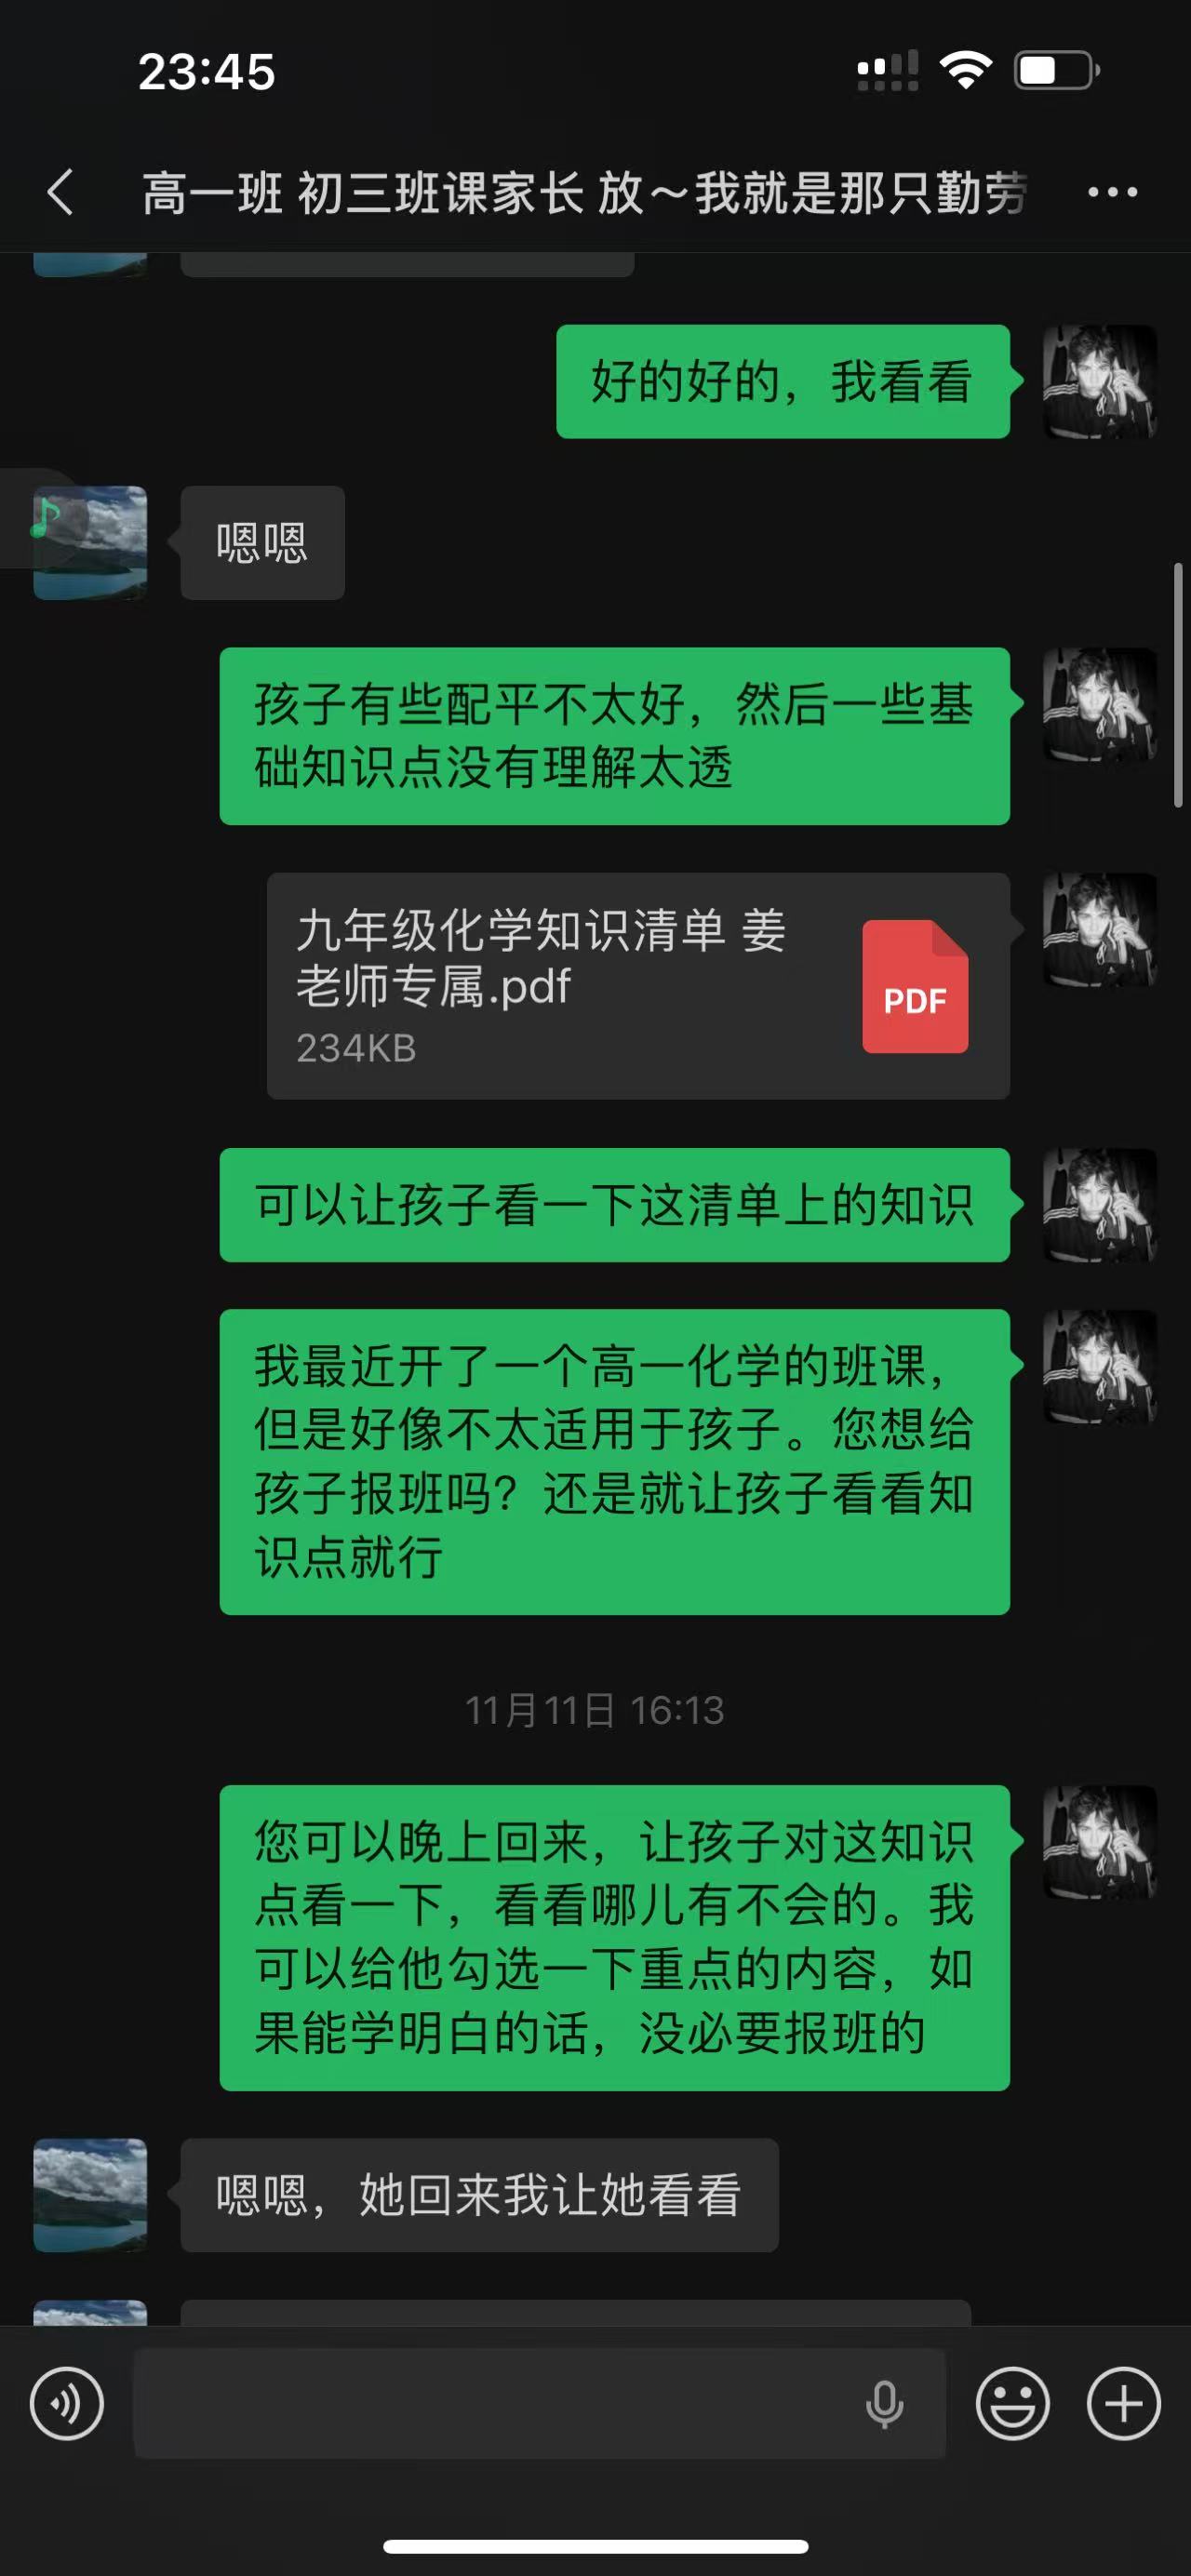 23:45
高一班 初三班课家长 放～我就是那只勤劳
好的好的，我看看
嗯嗯
孩子有些配平不太好，然后一些基
础知识点没有理解太透
九年级化学知识清单 姜
老师专属.pdf
PDF
234KB
可以让孩子看一下这清单上的知识
我最近开了一个高一化学的班课，
但是好像不太适用于孩子。您想给
孩子报班吗？还是就让孩子看看知
识点就行
11月11日 16:13
您可以晚上回来，让孩子对这知识
点看一下，看看哪儿有不会的。我
可以给他勾选一下重点的内容，如
果能学明白的话，没必要报班的
嗯嗯，她回来我让她看看